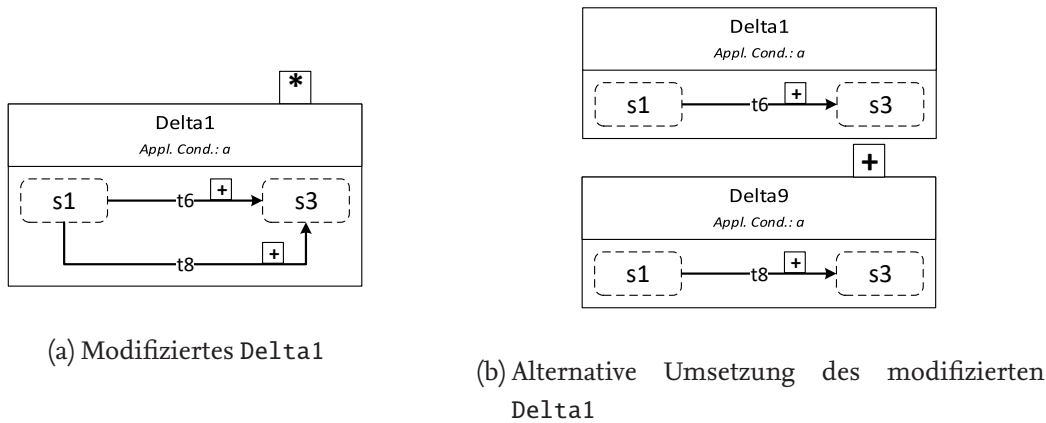 *
Delta1
Appl. Cond.: a
s1
t6
+
s3
t8
+
(a) Modifiziertes Delta1
Delta1
Appl. Cond.: a
s1
t6
+
s3
+
Delta9
Appl. Cond.: a
s1
t8
+
s3
(b) Alternative Umsetzung des modifizierten
Delta1